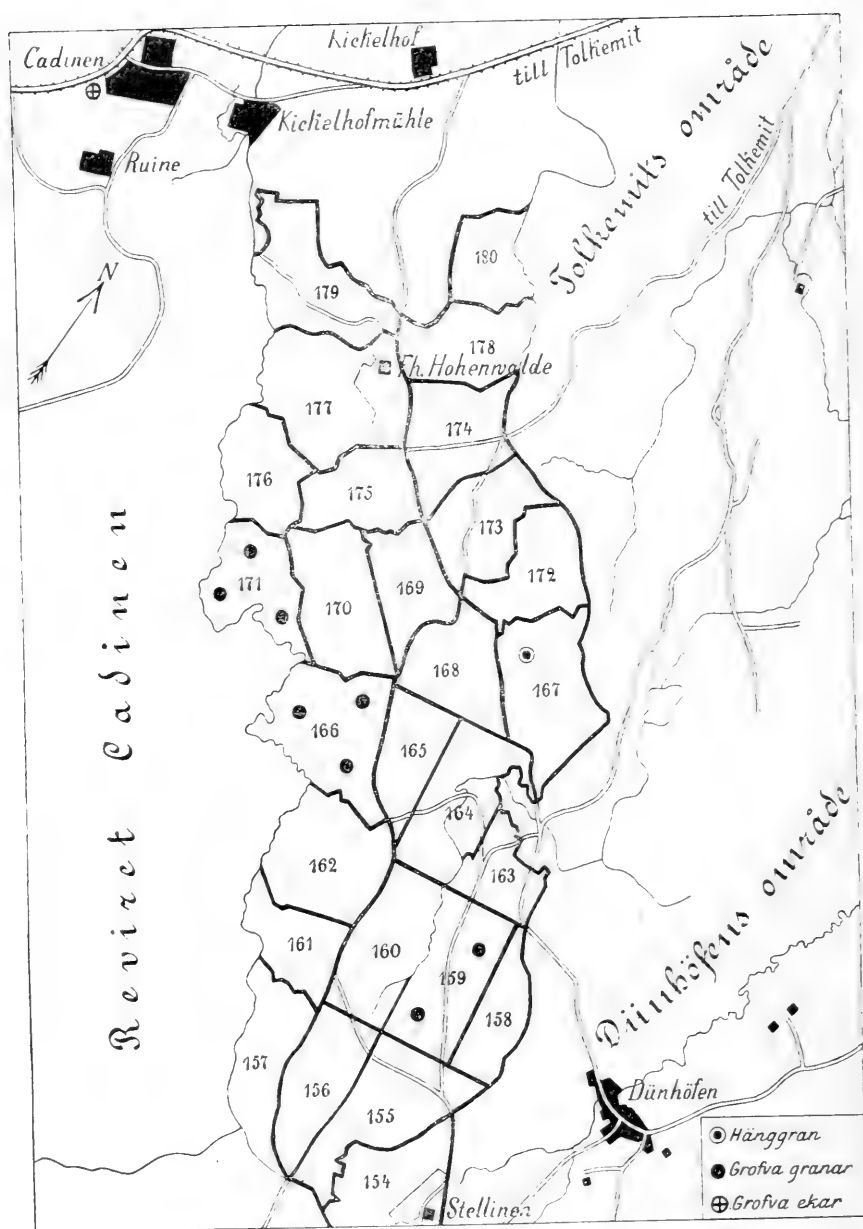 Cadinen
Kickelhof
till Tolkemit
Kickelhofmühle
Ruine
Tolkemits område
till Tolkemit
N
180
179
178
Fh. Hohenwalde
177
174
176
175
173
172
171
170
169
168
167
Revizet Cadinen
166
165
164
163
162
161
160
159
158
157
156
155
154
Dünhöfens område
Dünhöfen
Stellinen
Hänggran
Grofva granar
Grofva ekar